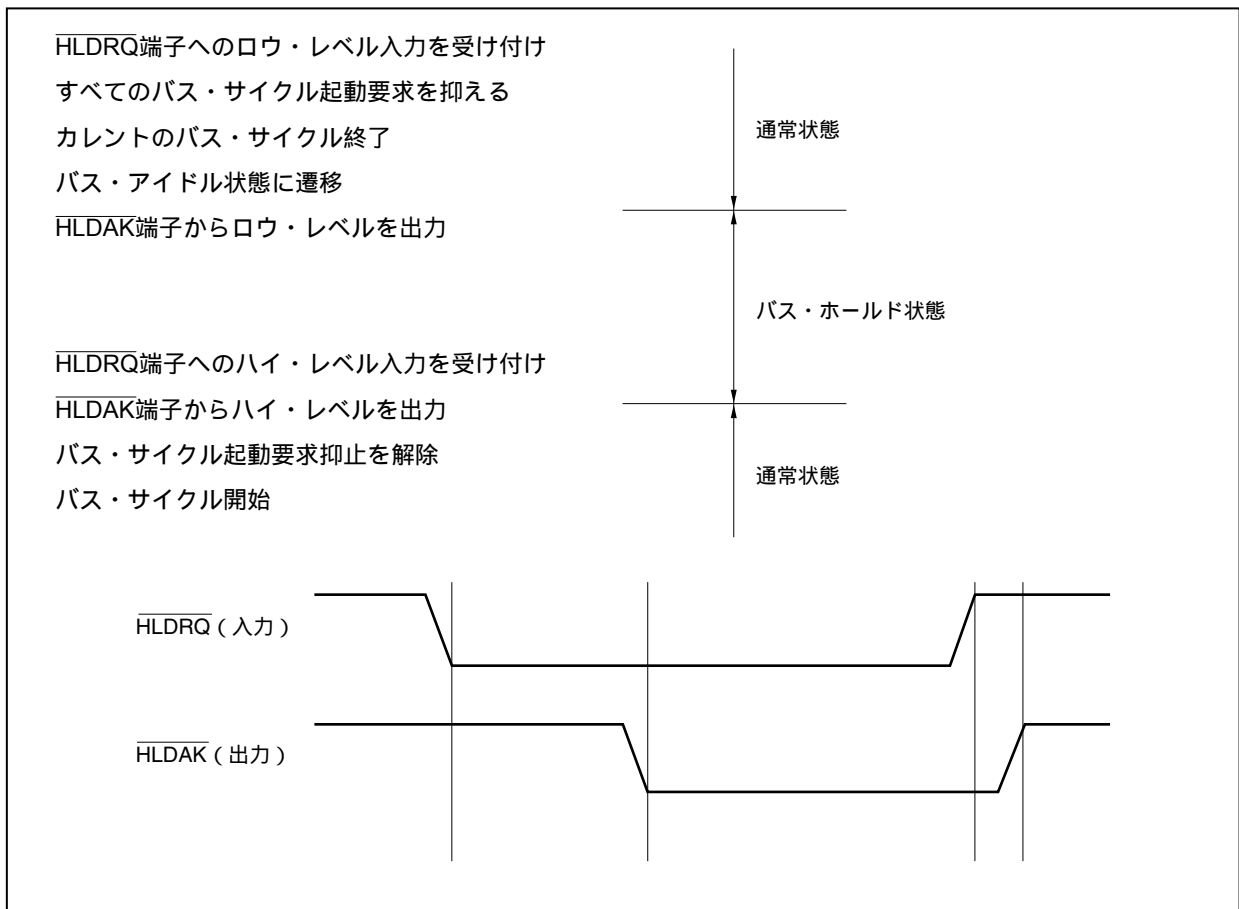 HLDRQ端子へのロウ・レベル入力を受け付け
すべてのバス・サイクル起動要求を抑える
カレントのバス・サイクル終了
バス・アイドル状態に遷移
HLDAK端子からロウ・レベルを出力
通常状態
バス・ホールド状態
HLDRQ端子へのハイ・レベル入力を受け付け
HLDAK端子からハイ・レベルを出力
バス・サイクル起動要求抑止を解除
バス・サイクル開始
通常状態
HLDRQ(入力)
HLDAK(出力)